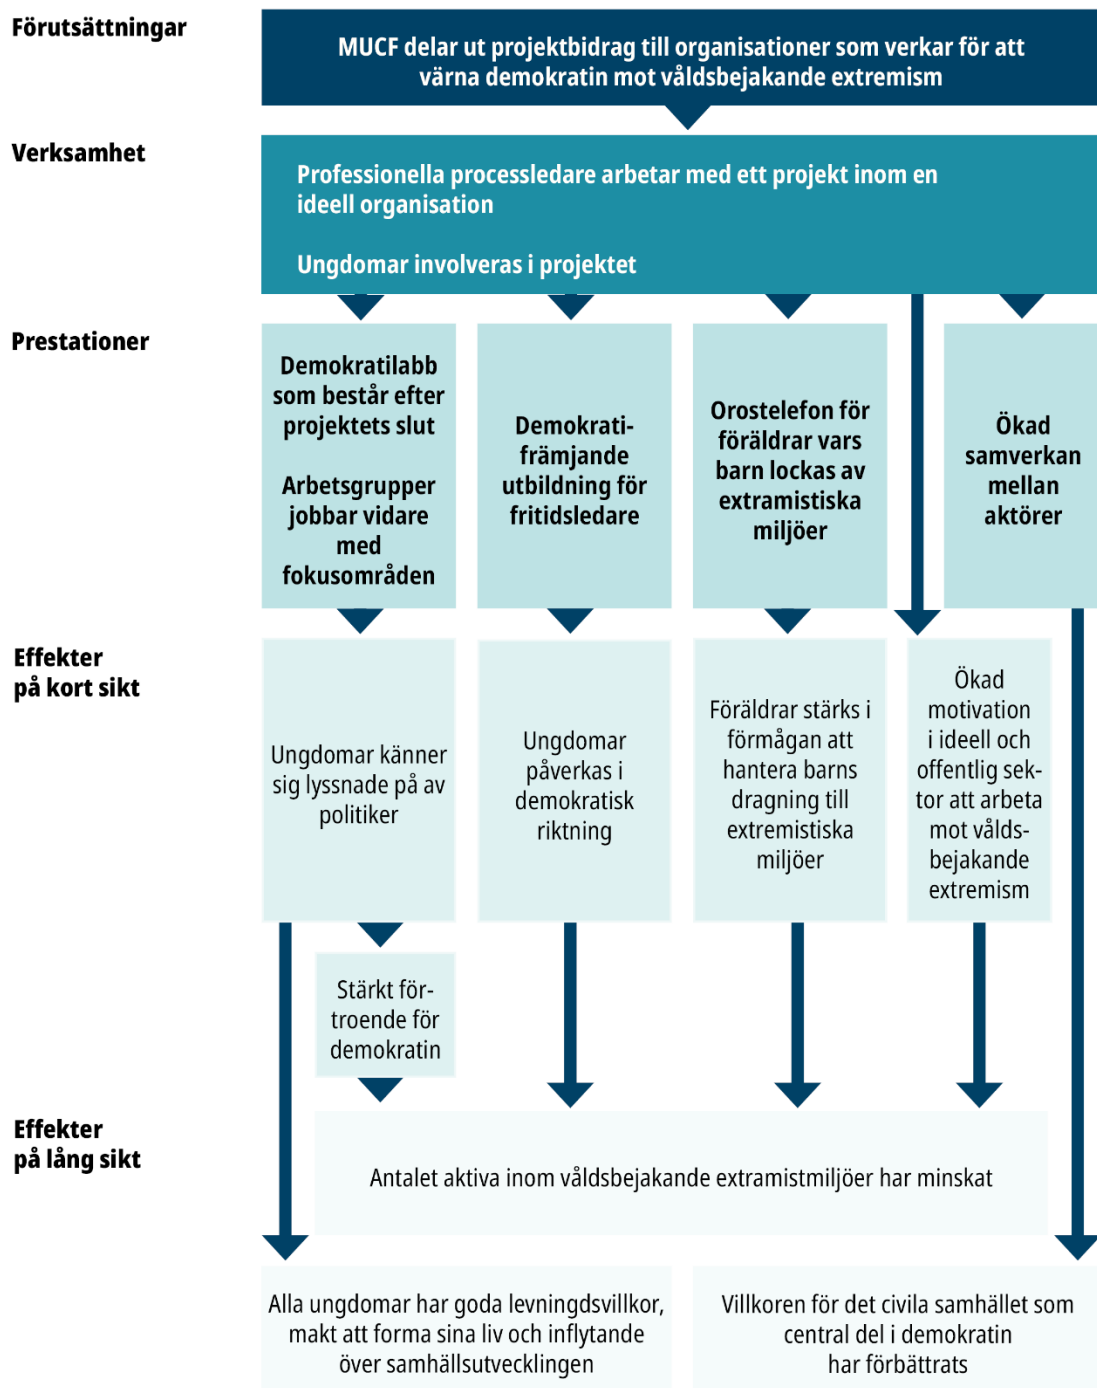 Förutsättningar
MUCF delar ut projektbidrag till organisationer som verkar för att
värna demokratin mot våldsbejakande extremism
Verksamhet
Professionella processledare arbetar med ett projekt inom en
ideell organisation
Ungdomar involveras i projektet
Prestationer
Demokratilabb
som består efter
projektets slut
Arbetsgrupper
jobbar vidare
med
fokusområden
Demokrati-
främjande
utbildning för
fritidsledare
Orostelefon för
föräldrar vars
barn lockas av
extramistiska
miljöer
Ökad
samverkan
mellan
aktörer
Effekter
på kort sikt
Ungdomar känner
sig lyssnade på av
politiker
Ungdomar
påverkas i
demokratisk
riktning
Föräldrar stärks i
förmågan att
hantera barns
dragning till
extremistiska
miljöer
Ökad
motivation
i ideell och
offentlig sek-
tor att arbeta
mot vålds-
bejakande
extremism
Stärkt för-
troende för
demokratin
Effekter
på lång sikt
Antalet aktiva inom våldsbejakande extramistmiljöer har minskat
Alla ungdomar har goda levningdsvillkor,
makt att forma sina liv och inflytande
över samhällsutvecklingen
Villkoren för det civila samhället som
central del i demokratin
har förbättrats